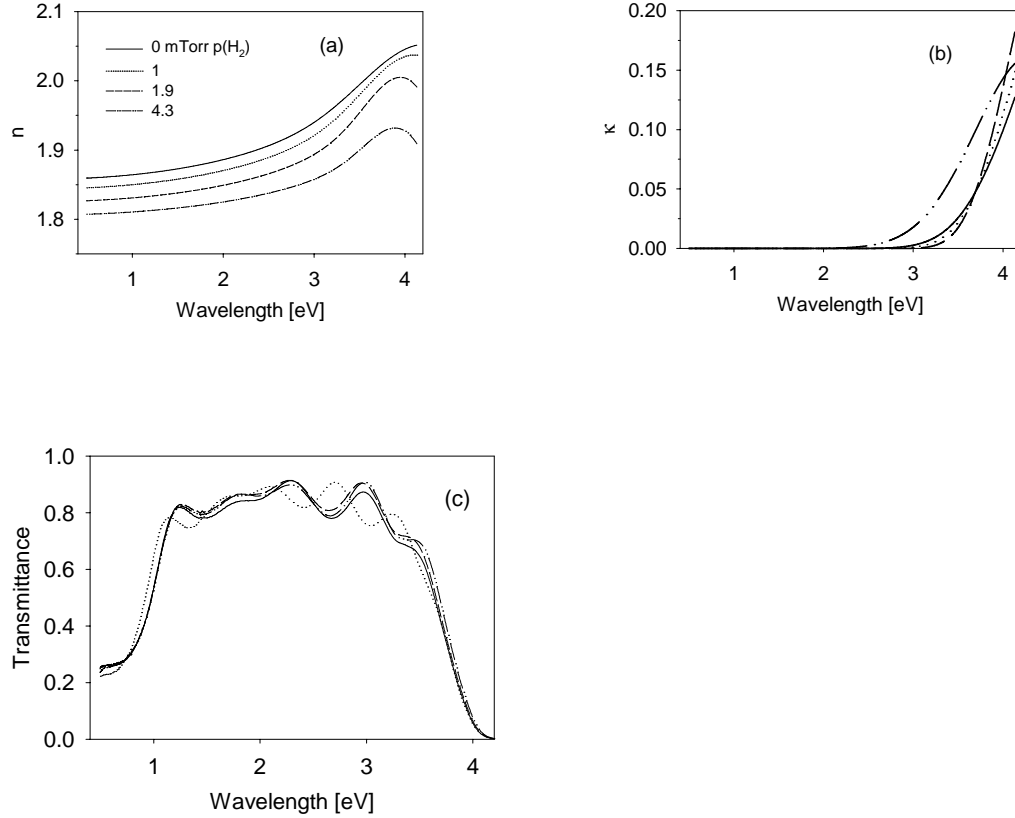 n
2.1
2.0
1.9
1.8
(a)
0 mTorr p(H₂)
1
1.9
4.3
1 2 3 4
Wavelength [eV]
κ
0.20
0.15
0.10
0.05
0.00
(b)
1 2 3 4
Wavelength [eV]
Transmittance
1.0
0.8
0.6
0.4
0.2
0.0
(c)
1 2 3 4
Wavelength [eV]